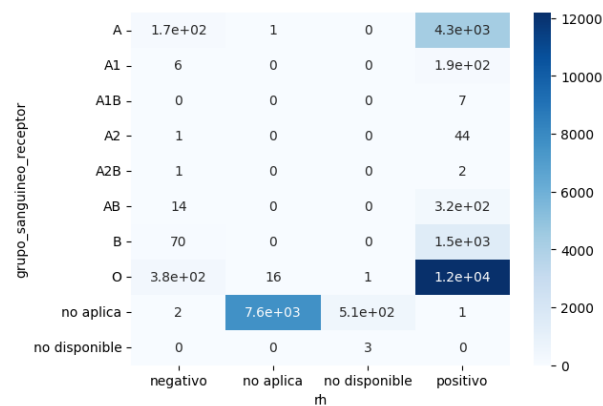 A 1.7e+02 1 0 4.3e+03
A1 6 0 0 1.9e+02
A1B 0 0 0 7
A2 1 0 0 44
A2B 1 0 0 2
AB 14 0 0 3.2e+02
B 70 0 0 1.5e+03
O 3.8e+02 16 1 1.2e+04
no aplica 2 7.6e+03 5.1e+02 1
no disponible 0 0 3 0
negativo no aplica no disponible positivo
rh
grupo_sanguineo_receptor
12000
10000
8000
6000
4000
2000
0